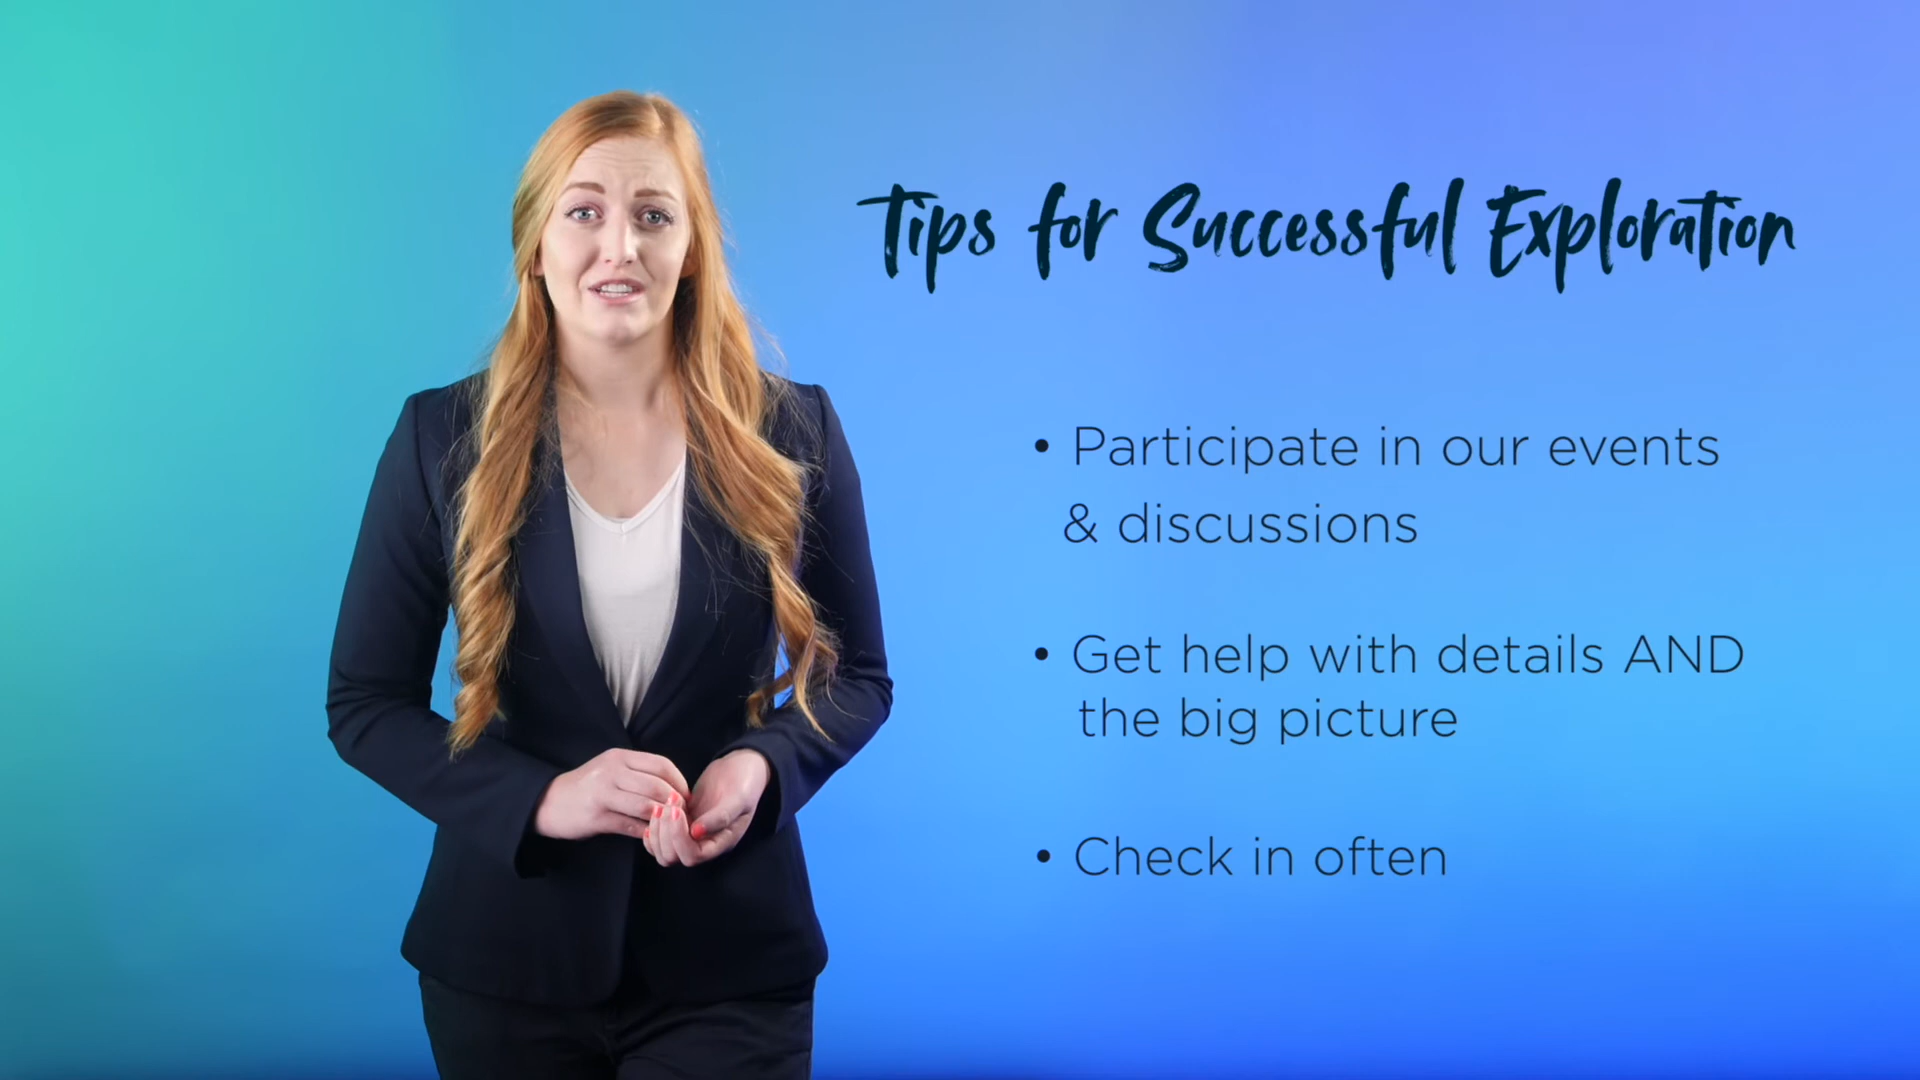 Tips for Successful Exploration
• Participate in our events
& discussions
• Get help with details AND
the big picture
• Check in often